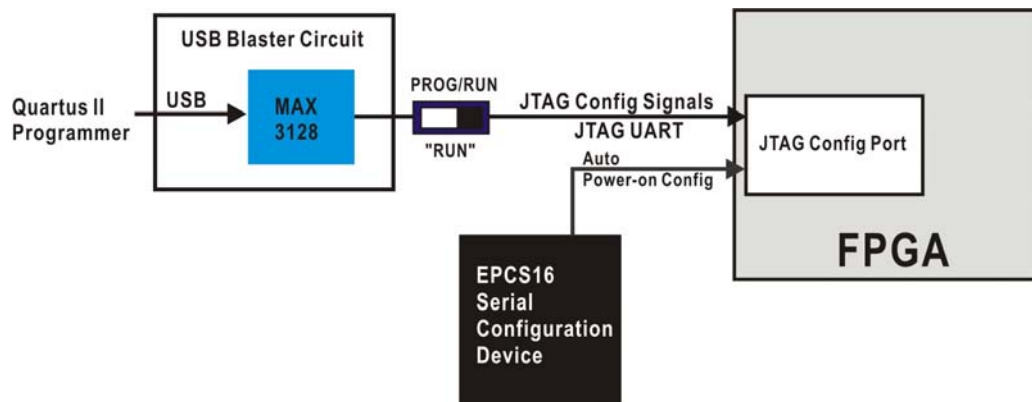 USB Blaster Circuit
Quartus II
Programmer
USB
MAX
3128
PROG/RUN
"RUN"
JTAG Config Signals
JTAG UART
Auto
Power-on Config
JTAG Config Port
FPGA
EPCS16
Serial
Configuration
Device